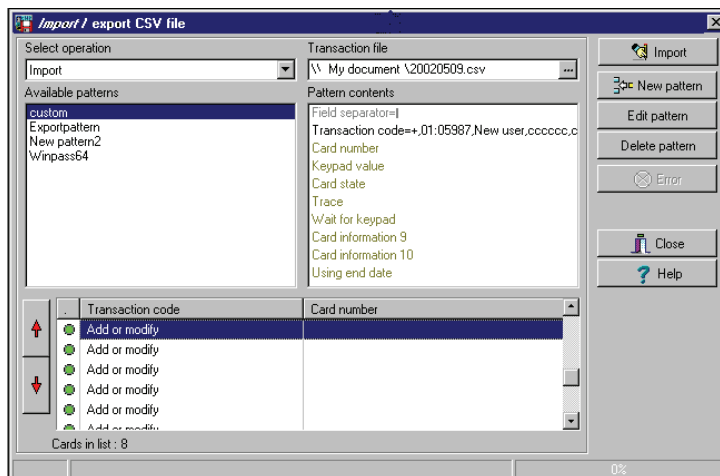 Import / export CSV file
Select operation
Import
Transaction file
\\ My document \20020509.csv
...
Available patterns
custom
Exportpattern
New pattern2
Winpass64
Pattern contents
Field separator=|
Transaction code=+,01:05987,New user,cccccc,c
Card number
Keypad value
Card state
Trace
Wait for keypad
Card information 9
Card information 10
Using end date
Import
New pattern
Edit pattern
Delete pattern
Error
Close
Help
. Transaction code Card number
Add or modify
Add or modify
Add or modify
Add or modify
Add or modify
Add or modify
Cards in list : 8
0%